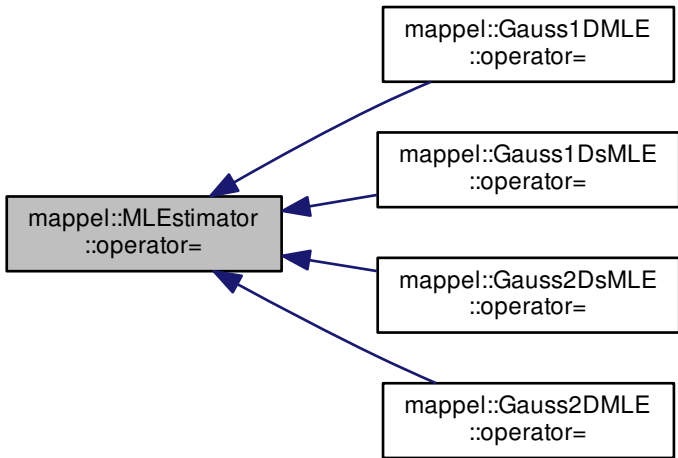 mappel::Gauss1DMLE
::operator=
mappel::Gauss1DsMLE
::operator=
mappel::MLEstimator
::operator=
mappel::Gauss2DsMLE
::operator=
mappel::Gauss2DMLE
::operator=